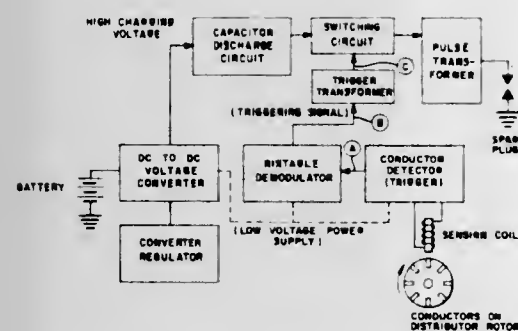 HIGH CHARGING
VOLTAGE
CAPACITOR
DISCHARGE
CIRCUIT
SWITCHING
CIRCUIT
PULSE
TRANS-
FORMER
C
TRIGGER
TRANSFORMER
(TRIGGERING SIGNAL)
B
SPARK
PLUG
BATTERY
DC TO DC
VOLTAGE
CONVERTER
BISTABLE
DEMODULATOR
A
CONDUCTOR
DETECTOR
(TRIGGER)
CONVERTER
REGULATOR
(LOW VOLTAGE POWER
SUPPLY)
SENSING COIL
CONDUCTORS ON
DISTRIBUTOR ROTOR